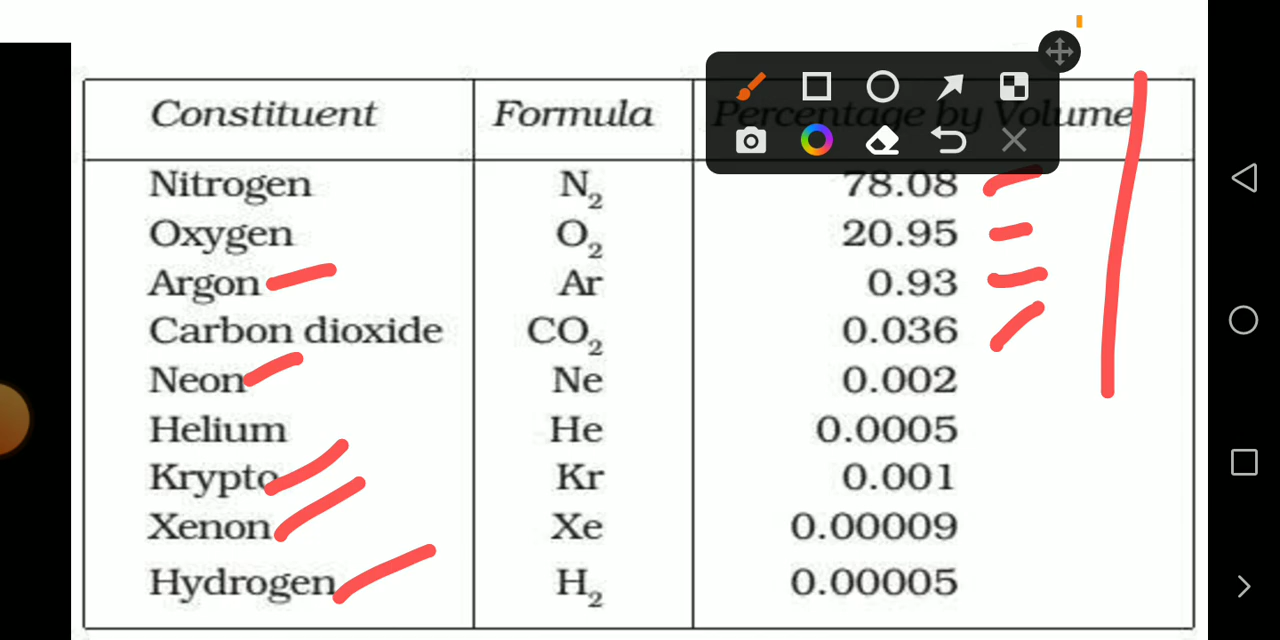 Constituent Formula Percentage by Volume
Nitrogen N₂ 78.08
Oxygen O₂ 20.95
Argon Ar 0.93
Carbon dioxide CO₂ 0.036
Neon Ne 0.002
Helium He 0.0005
Krypto Kr 0.001
Xenon Xe 0.00009
Hydrogen H₂ 0.00005